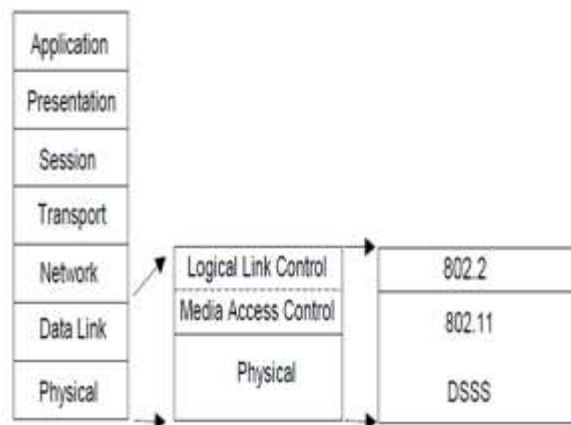 Application
Presentation
Session
Transport
Network
Data Link
Physical
Logical Link Control
Media Access Control
Physical
802.2
802.11
DSSS